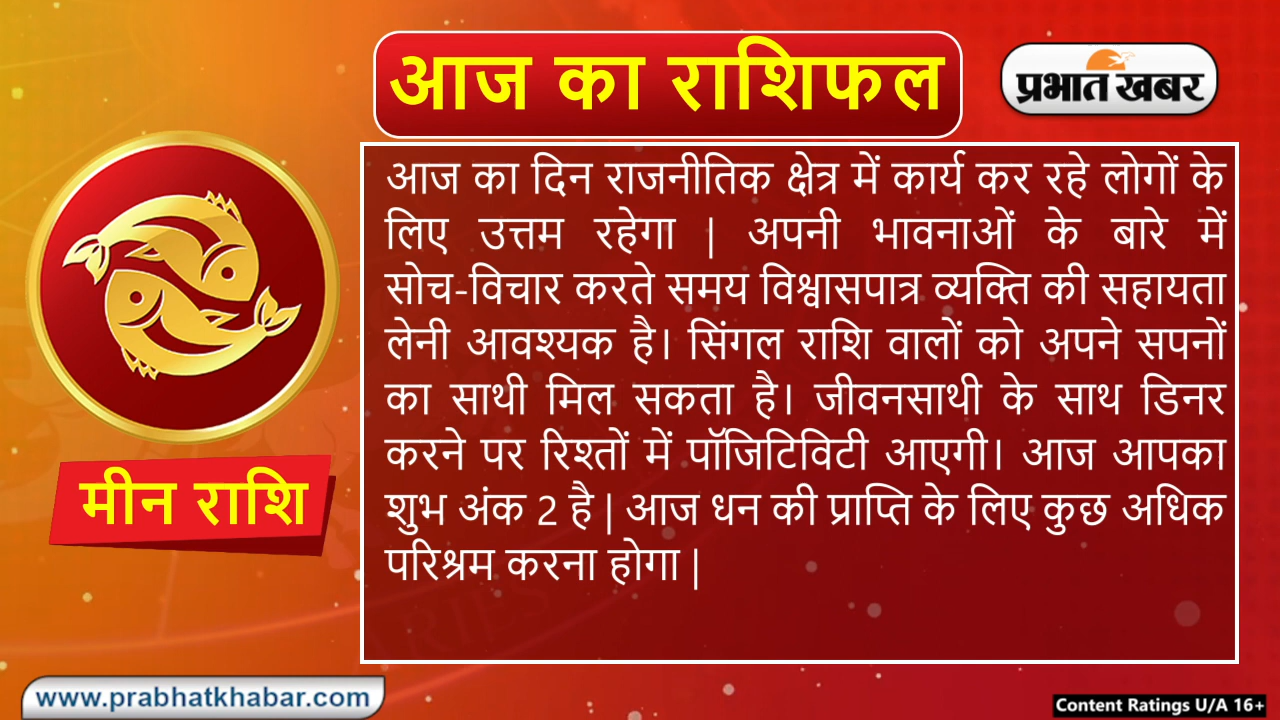 आज का राशिफल
प्रभात खबर
आज का दिन राजनीतिक क्षेत्र में कार्य कर रहे लोगों के
लिए उत्तम रहेगा | अपनी भावनाओं के बारे में
सोच-विचार करते समय विश्वासपात्र व्यक्ति की सहायता
लेनी आवश्यक है। सिंगल राशि वालों को अपने सपनों
का साथी मिल सकता है। जीवनसाथी के साथ डिनर
करने पर रिश्तों में पॉजिटिविटी आएगी। आज आपका
शुभ अंक 2 है | आज धन की प्राप्ति के लिए कुछ अधिक
परिश्रम करना होगा |
मीन राशि
www.prabhatkhabar.com
Content Ratings U/A 16+